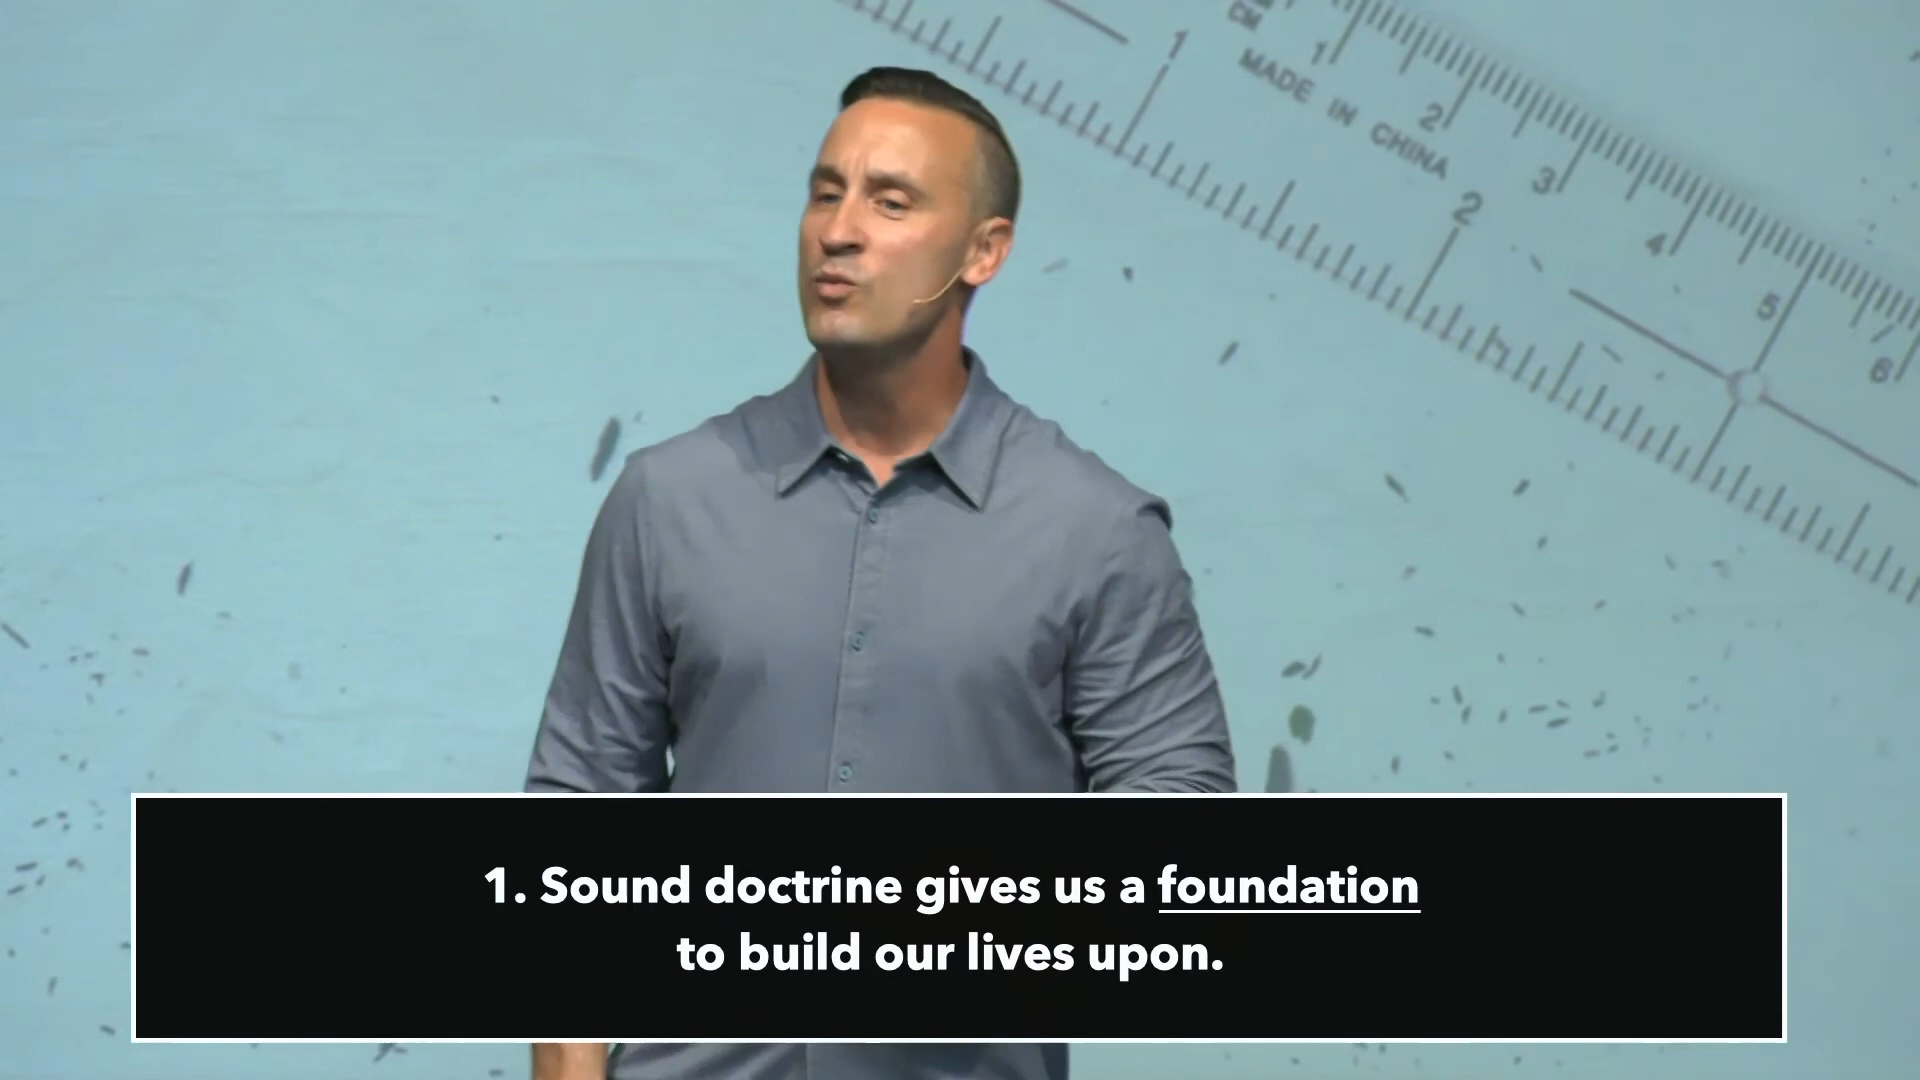 CM
1
1
MADE IN CHINA
2
2
3
4
5
6
1. Sound doctrine gives us a foundation
to build our lives upon.